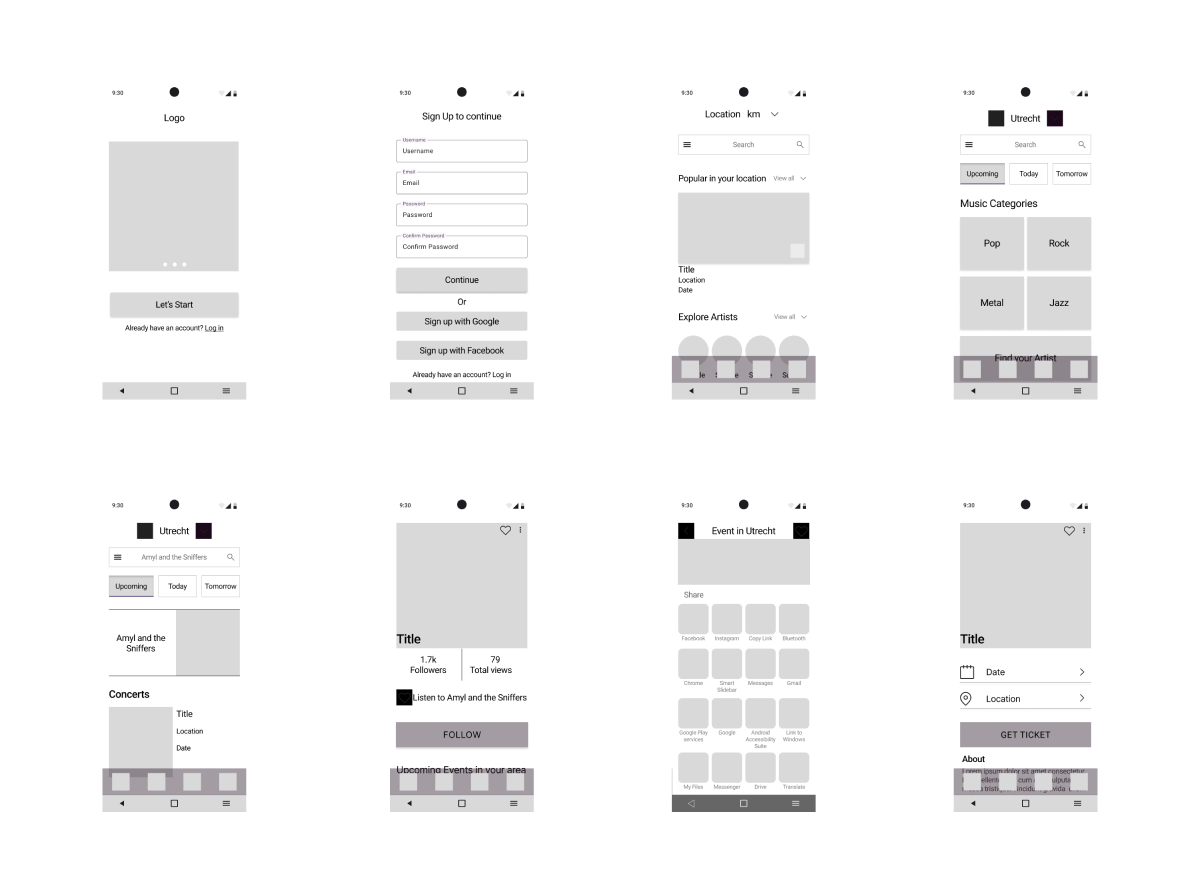 9:30
Logo
Let's Start
Already have an account? Log in
9:30
Sign Up to continue
Username
Username
Email
Email
Password
Password
Confirm Password
Confirm Password
Continue
Or
Sign up with Google
Sign up with Facebook
Already have an account? Log in
9:30
Location km
Search
Popular in your location View all
Title
Location
Date
Explore Artists View all
9:30
Utrecht
Search
Upcoming Today Tomorrow
Music Categories
Pop Rock
Metal Jazz
Find your Artist
9:30
Utrecht
Amyl and the Sniffers
Upcoming Today Tomorrow
Amyl and the
Sniffers
Concerts
Title
Location
Date
9:30
Title
1.7k 79
Followers Total views
Listen to Amyl and the Sniffers
FOLLOW
Upcoming Events in your area
9:30
Event in Utrecht
Share
Facebook Instagram Copy Link Bluetooth
Chrome Smart Messages Gmail
Slidebar
Google Play Google Android Link to
services Accessibility Windows
Suite
My Files Messenger Drive Translate
9:30
Title
Date
Location
GET TICKET
About
Lorem ipsum dolor sit amet consectetur.